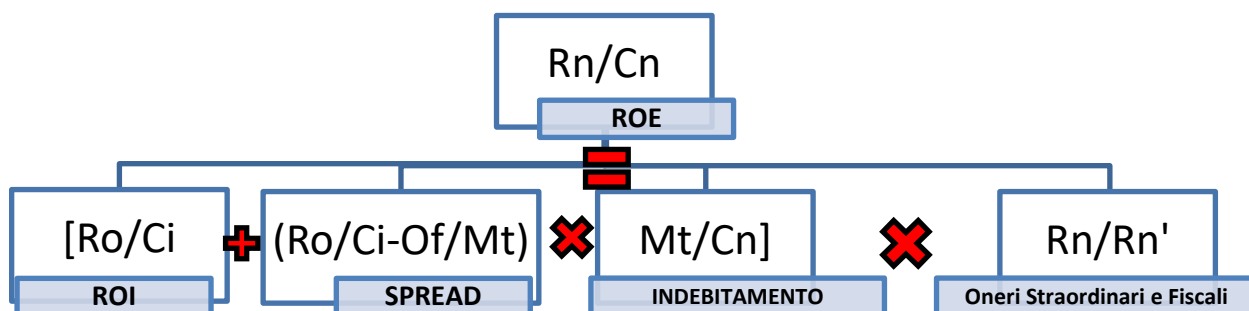 Rn/Cn
ROE
[Ro/Ci
(Ro/Ci-Of/Mt)
Mt/Cn]
Rn/Rn'
ROI
SPREAD
INDEBITAMENTO
Oneri Straordinari e Fiscali